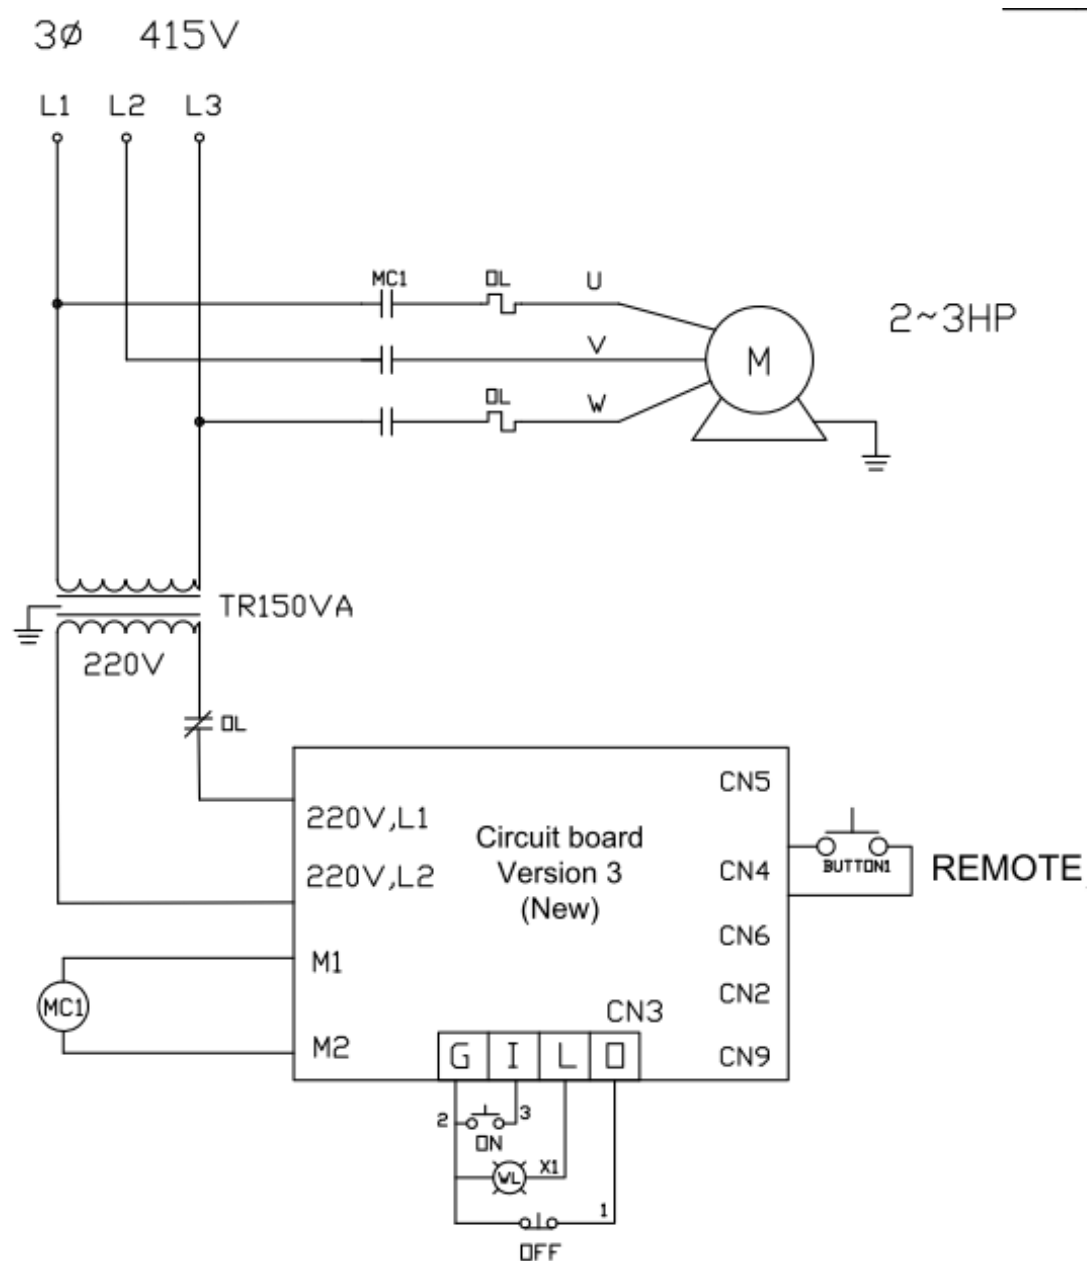 3Ø 415V
L1 L2 L3
MC1 OL U
2~3HP
V
M
OL W
TR150VA
220V
OL
CN5
220V,L1
Circuit board
Version 3
(New)
220V,L2
CN4
BUTTON1
REMOTE
CN6
M1
CN2
MC1
CN3
M2
G I L O
CN9
2 3
ON
WL X1
1
OFF